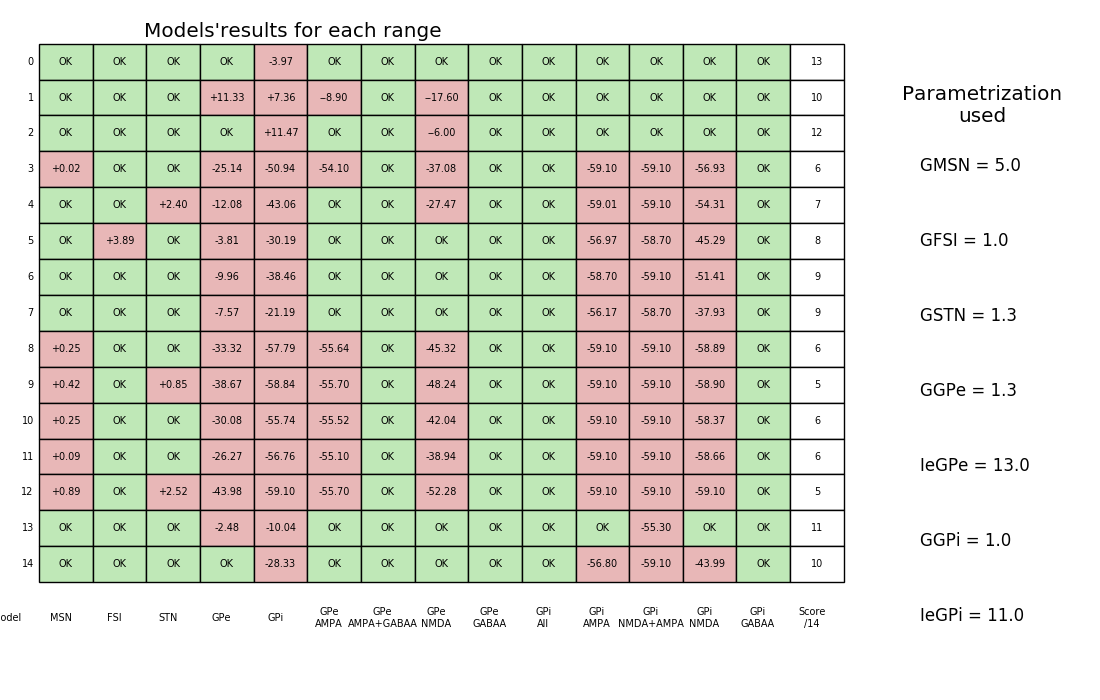 Models'results for each range
0 OK OK OK OK -3.97 OK OK OK OK OK OK OK OK OK 13
1 OK OK OK +11.33 +7.36 --8.90 OK --17.60 OK OK OK OK OK OK 10
2 OK OK OK OK +11.47 OK OK --6.00 OK OK OK OK OK OK 12
3 +0.02 OK OK -25.14 -50.94 -54.10 OK -37.08 OK OK -59.10 -59.10 -56.93 OK 6
4 OK OK +2.40 -12.08 -43.06 OK OK -27.47 OK OK -59.01 -59.10 -54.31 OK 7
5 OK +3.89 OK -3.81 -30.19 OK OK OK OK OK -56.97 -58.70 -45.29 OK 8
6 OK OK OK -9.96 -38.46 OK OK OK OK OK -58.70 -59.10 -51.41 OK 9
7 OK OK OK -7.57 -21.19 OK OK OK OK OK -56.17 -58.70 -37.93 OK 9
8 +0.25 OK OK -33.32 -57.79 -55.64 OK -45.32 OK OK -59.10 -59.10 -58.89 OK 6
9 +0.42 OK +0.85 -38.67 -58.84 -55.70 OK -48.24 OK OK -59.10 -59.10 -58.90 OK 5
10 +0.25 OK OK -30.08 -55.74 -55.52 OK -42.04 OK OK -59.10 -59.10 -58.37 OK 6
11 +0.09 OK OK -26.27 -56.76 -55.10 OK -38.94 OK OK -59.10 -59.10 -58.66 OK 6
12 +0.89 OK +2.52 -43.98 -59.10 -55.70 OK -52.28 OK OK -59.10 -59.10 -59.10 OK 5
13 OK OK OK -2.48 -10.04 OK OK OK OK OK OK -55.30 OK OK 11
14 OK OK OK OK -28.33 OK OK OK OK OK -56.80 -59.10 -43.99 OK 10
GPe GPe GPe GPe GPi GPi GPi GPi GPi Score
odel MSN FSI STN GPe GPi
AMPA AMPA+GABAA NMDA GABAA All AMPA NMDA+AMPA NMDA GABAA /14
Parametrization
used
GMSN = 5.0
GFSI = 1.0
GSTN = 1.3
GGPe = 1.3
IeGPe = 13.0
GGPi = 1.0
IeGPi = 11.0